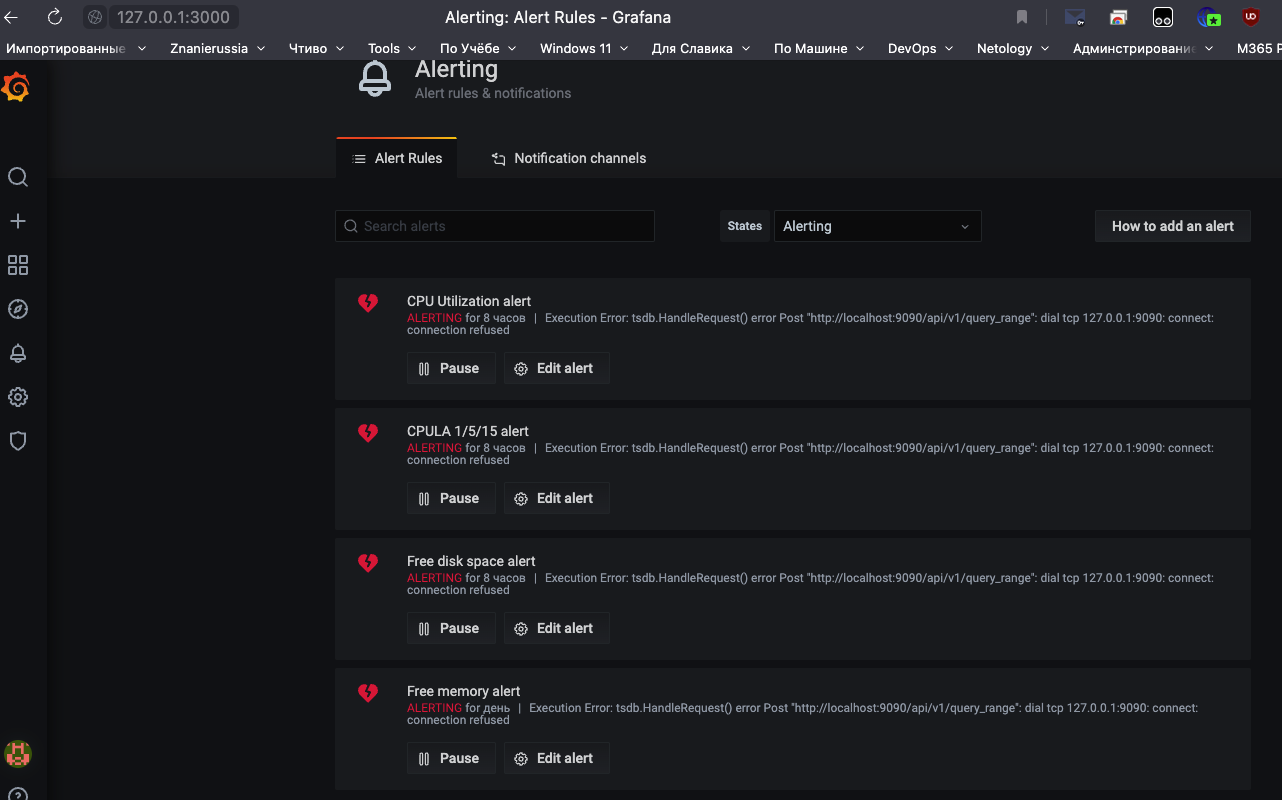 127.0.0.1:3000
Alerting: Alert Rules - Grafana
Импортированные Znanierussia Чтиво Tools По Учёбе Windows 11 Для Славика По Машине DevOps Netology Админстрирование M365 P
Alerting
Alert rules & notifications
Alert Rules Notification channels
Search alerts States Alerting How to add an alert
CPU Utilization alert
ALERTING for 8 часов | Execution Error: tsdb.HandleRequest() error Post "http://localhost:9090/api/v1/query_range": dial tcp 127.0.0.1:9090: connect:
connection refused
Pause Edit alert
CPULA 1/5/15 alert
ALERTING for 8 часов | Execution Error: tsdb.HandleRequest() error Post "http://localhost:9090/api/v1/query_range": dial tcp 127.0.0.1:9090: connect:
connection refused
Pause Edit alert
Free disk space alert
ALERTING for 8 часов | Execution Error: tsdb.HandleRequest() error Post "http://localhost:9090/api/v1/query_range": dial tcp 127.0.0.1:9090: connect:
connection refused
Pause Edit alert
Free memory alert
ALERTING for день | Execution Error: tsdb.HandleRequest() error Post "http://localhost:9090/api/v1/query_range": dial tcp 127.0.0.1:9090: connect:
connection refused
Pause Edit alert